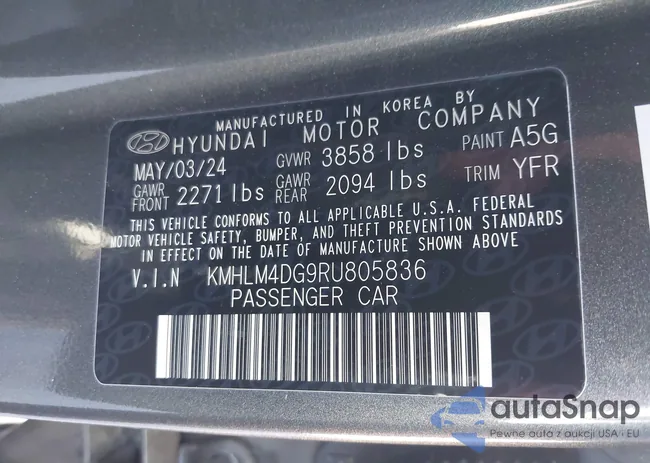 MANUFACTURED IN KOREA BY
HYUNDAI MOTOR COMPANY
MAY/03/24 GVWR 3858 lbs PAINT A5G
GAWR FRONT 2271 lbs GAWR REAR 2094 lbs TRIM YFR
THIS VEHICLE CONFORMS TO ALL APPLICABLE U.S.A. FEDERAL
MOTOR VEHICLE SAFETY, BUMPER, AND THEFT PREVENTION STANDARDS
IN EFFECT ON THE DATE OF MANUFACTURE SHOWN ABOVE
V.I.N KMHLM4DG9RU805836
PASSENGER CAR
autaSnap
Pewne auta z aukcji USA • EU